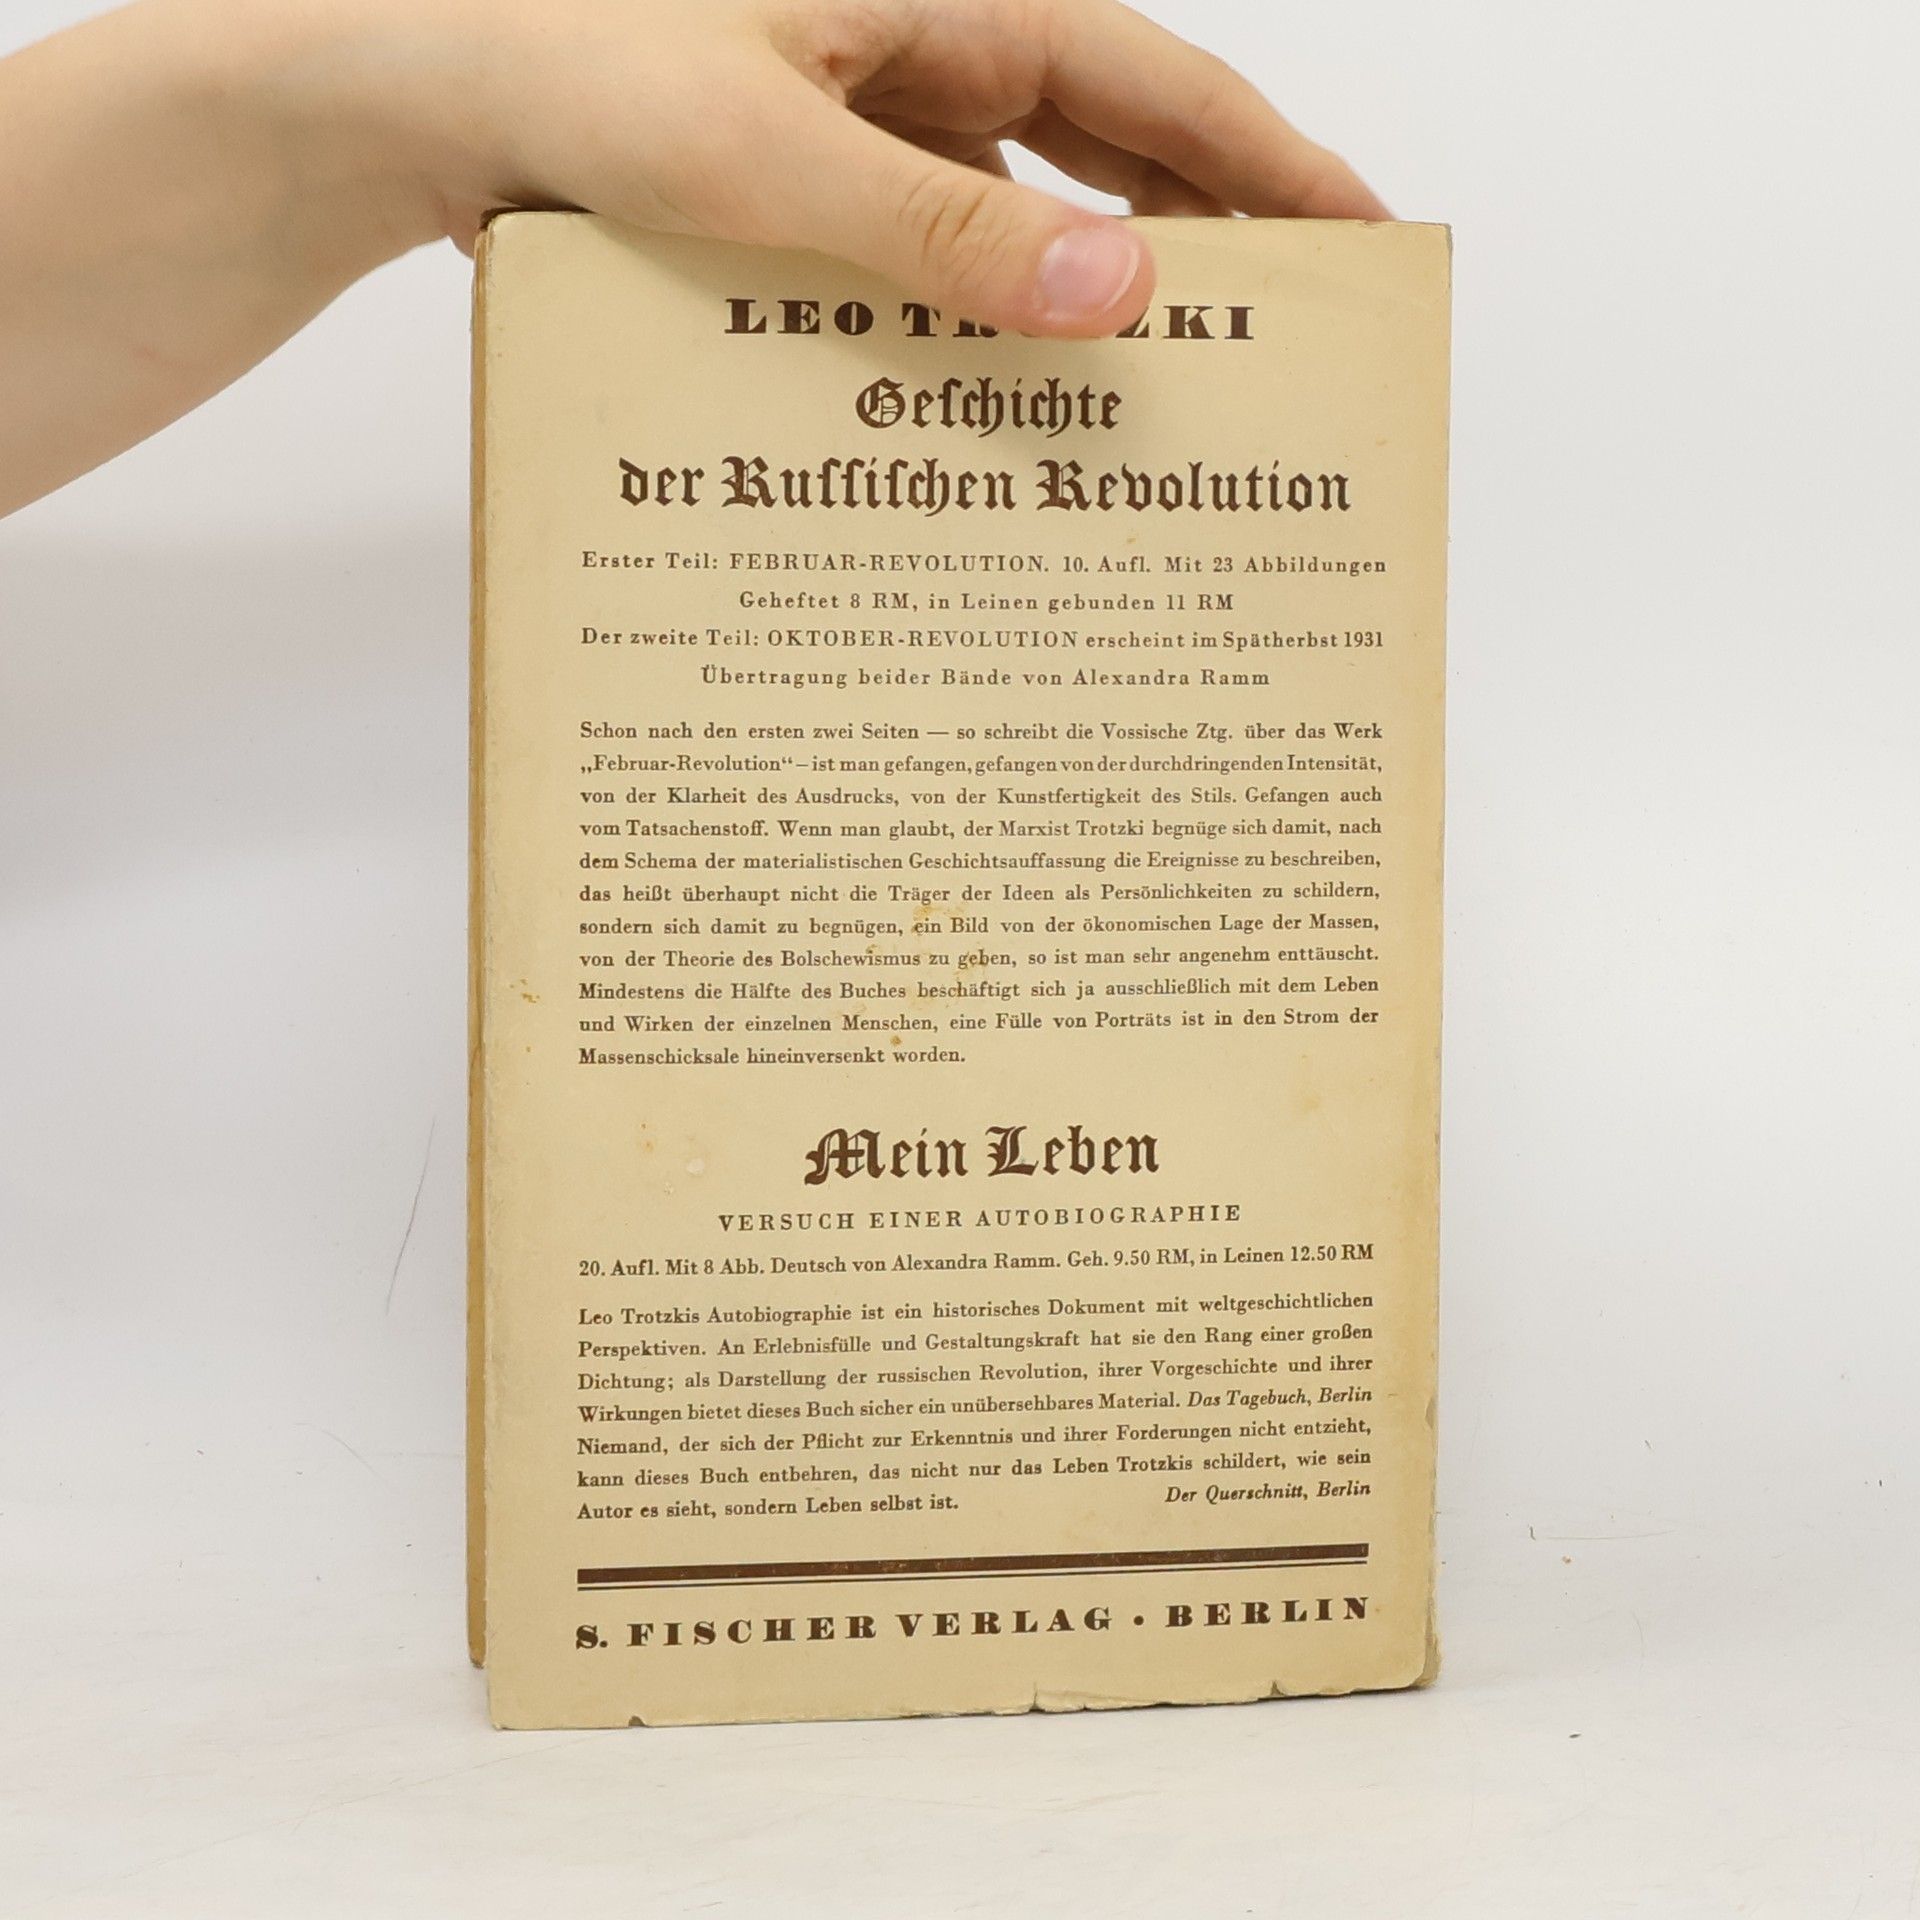 LEO TROTZKI
Geſchichte
der Ruſſiſchen Revolution
Erster Teil: FEBRUAR-REVOLUTION. 10. Aufl. Mit 23 Abbildungen
Geheftet 8 RM, in Leinen gebunden 11 RM
Der zweite Teil: OKTOBER-REVOLUTION erscheint im Spätherbst 1931
Übertragung beider Bände von Alexandra Ramm
Schon nach den ersten zwei Seiten — so schreibt die Vossische Ztg. über das Werk
„Februar-Revolution“ – ist man gefangen, gefangen von der durchdringenden Intensität,
von der Klarheit des Ausdrucks, von der Kunstfertigkeit des Stils. Gefangen auch
vom Tatsachenstoff. Wenn man glaubt, der Marxist Trotzki begnüge sich damit, nach
dem Schema der materialistischen Geschichtsauffassung die Ereignisse zu beschreiben,
das heißt überhaupt nicht die Träger der Ideen als Persönlichkeiten zu schildern,
sondern sich damit zu begnügen, ein Bild von der ökonomischen Lage der Massen,
von der Theorie des Bolschewismus zu geben, so ist man sehr angenehm enttäuscht.
Mindestens die Hälfte des Buches beschäftigt sich ja ausschließlich mit dem Leben
und Wirken der einzelnen Menschen, eine Fülle von Porträts ist in den Strom der
Massenschicksale hineinversenkt worden.
Mein Leben
VERSUCH EINER AUTOBIOGRAPHIE
20. Aufl. Mit 8 Abb. Deutsch von Alexandra Ramm. Geh. 9.50 RM, in Leinen 12.50 RM
Leo Trotzkis Autobiographie ist ein historisches Dokument mit weltgeschichtlichen
Perspektiven. An Erlebnisfülle und Gestaltungskraft hat sie den Rang einer großen
Dichtung; als Darstellung der russischen Revolution, ihrer Vorgeschichte und ihrer
Wirkungen bietet dieses Buch sicher ein unübersehbares Material. Das Tagebuch, Berlin
Niemand, der sich der Pflicht zur Erkenntnis und ihrer Forderungen nicht entzieht,
kann dieses Buch entbehren, das nicht nur das Leben Trotzkis schildert, wie sein
Autor es sieht, sondern Leben selbst ist. Der Querschnitt, Berlin
S. FISCHER VERLAG • BERLIN